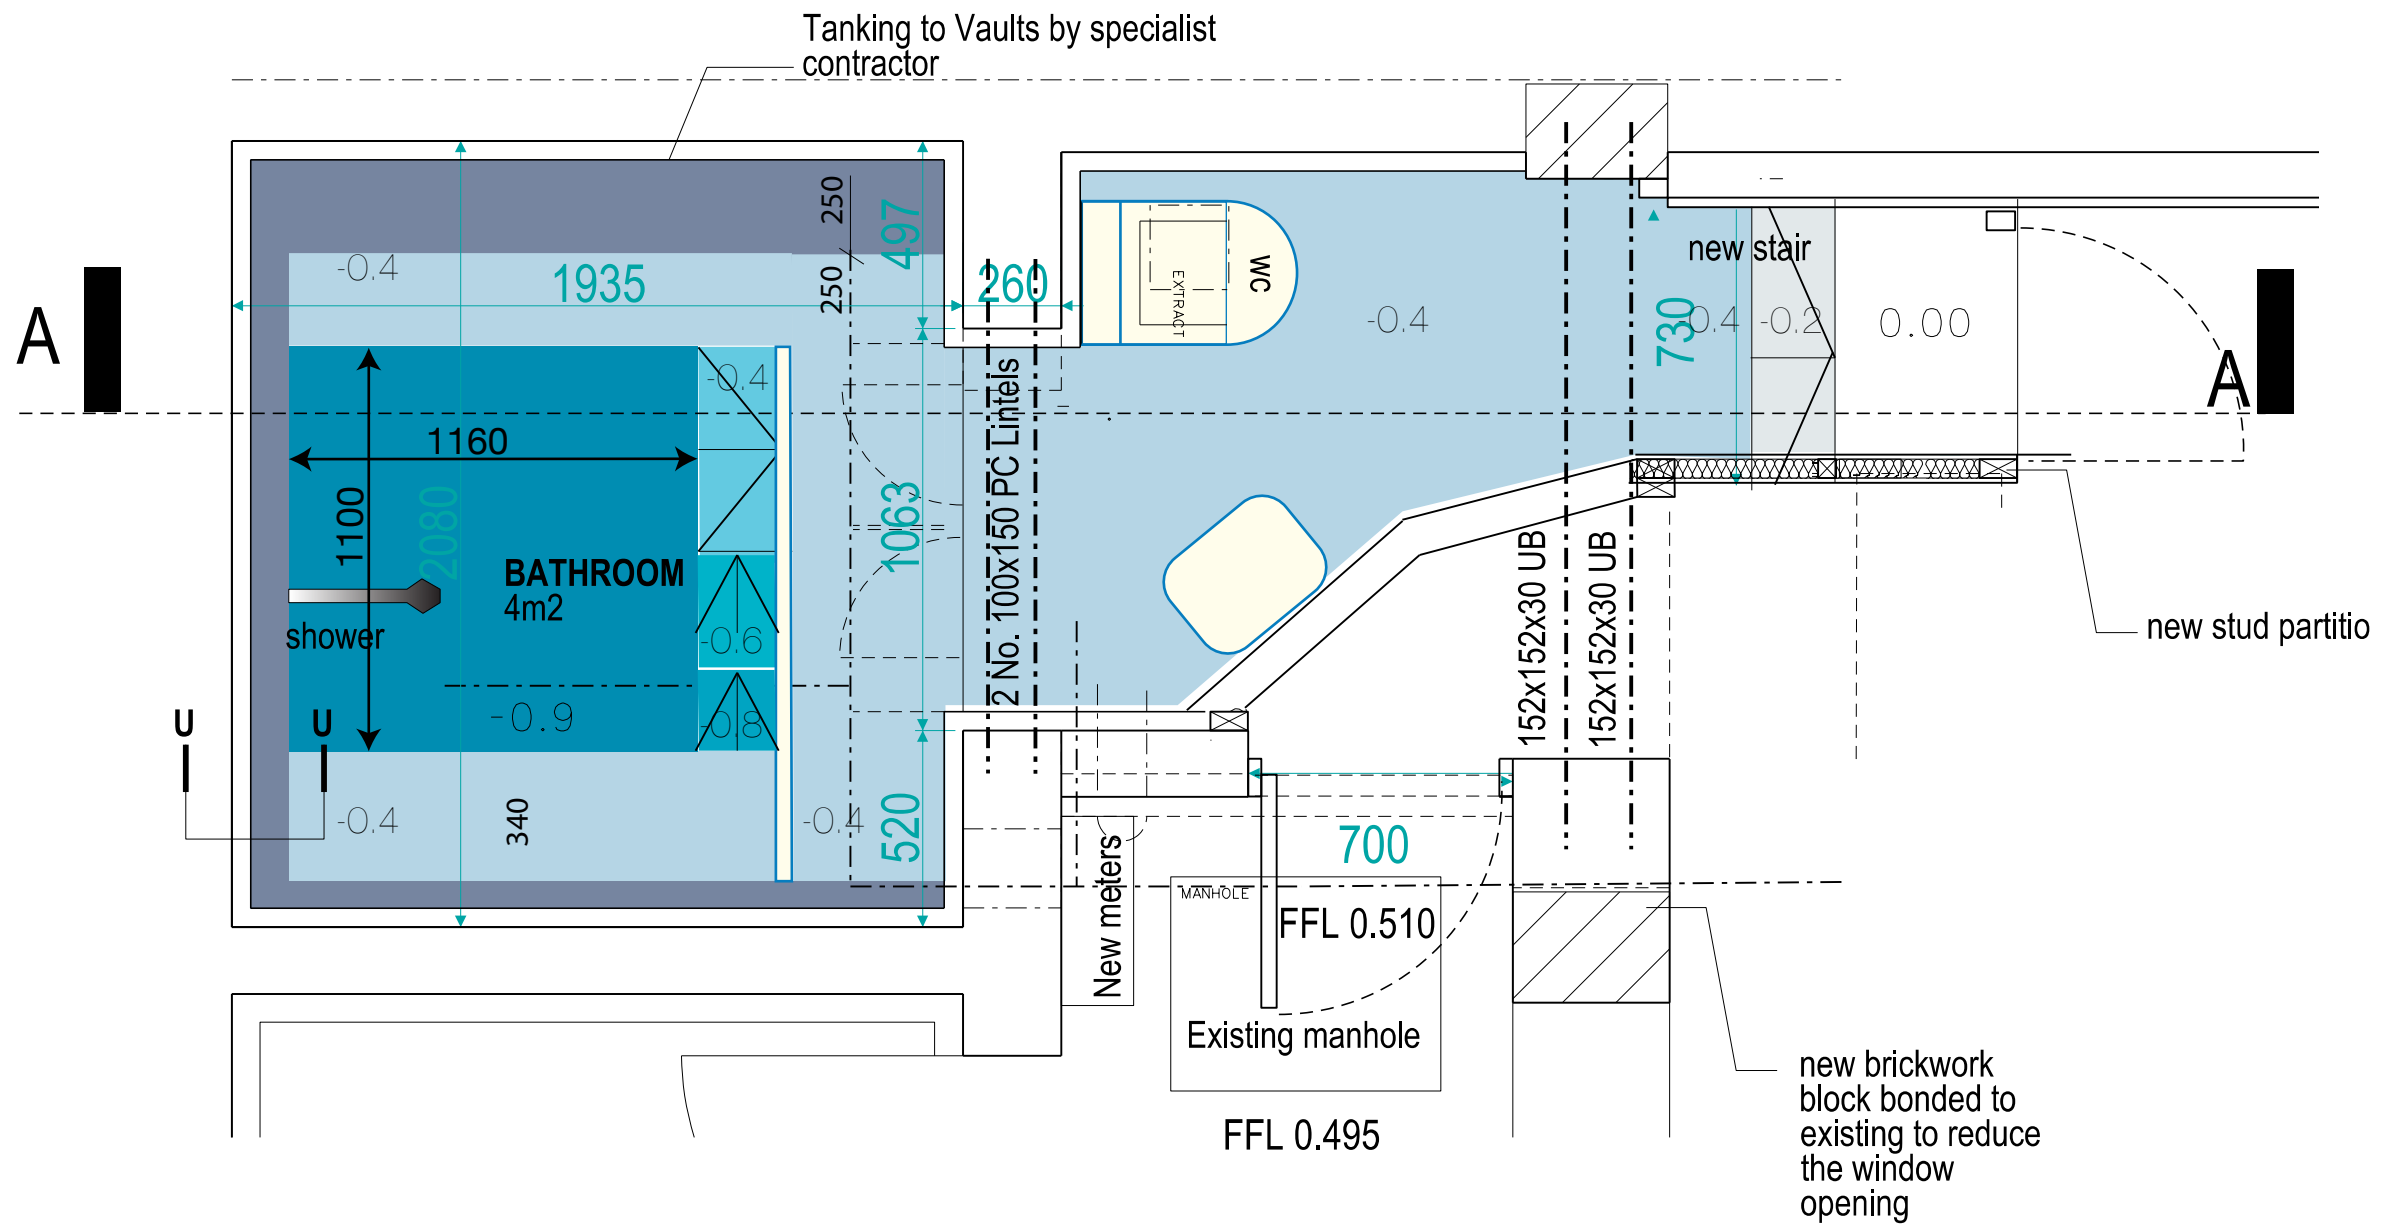 Tanking to Vaults by specialist
contractor
250
497
-0.4
1935
250
260
EXTRACT
WC
-0.4
new stair
730
-0.4
-0.2
0.00
A
A
-0.4
1160
1100
2080
1063
2 No. 100x150 PC Lintels
BATHROOM
4m2
shower
-0.6
152x152x30 UB
152x152x30 UB
new stud partitio
U
U
-0.9
-0.8
-0.4
340
-0.4
520
700
New meters
MANHOLE
FFL 0.510
Existing manhole
FFL 0.495
new brickwork
block bonded to
existing to reduce
the window
opening